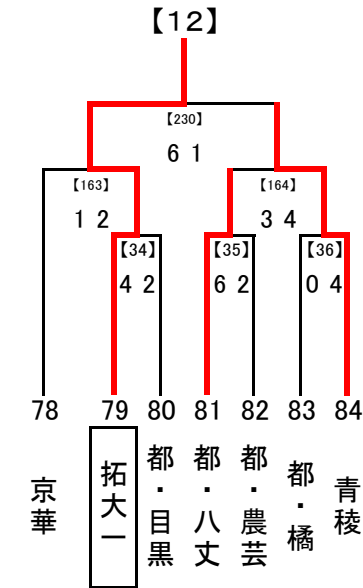 【12】
【230】
6 1
【163】 【164】
1 2 3 4
【34】 【35】 【36】
4 2 6 2 0 4
78 79 80 81 82 83 84
京華
拓大一
都・目黒
都・八丈
都・農芸
都・橘
青稜